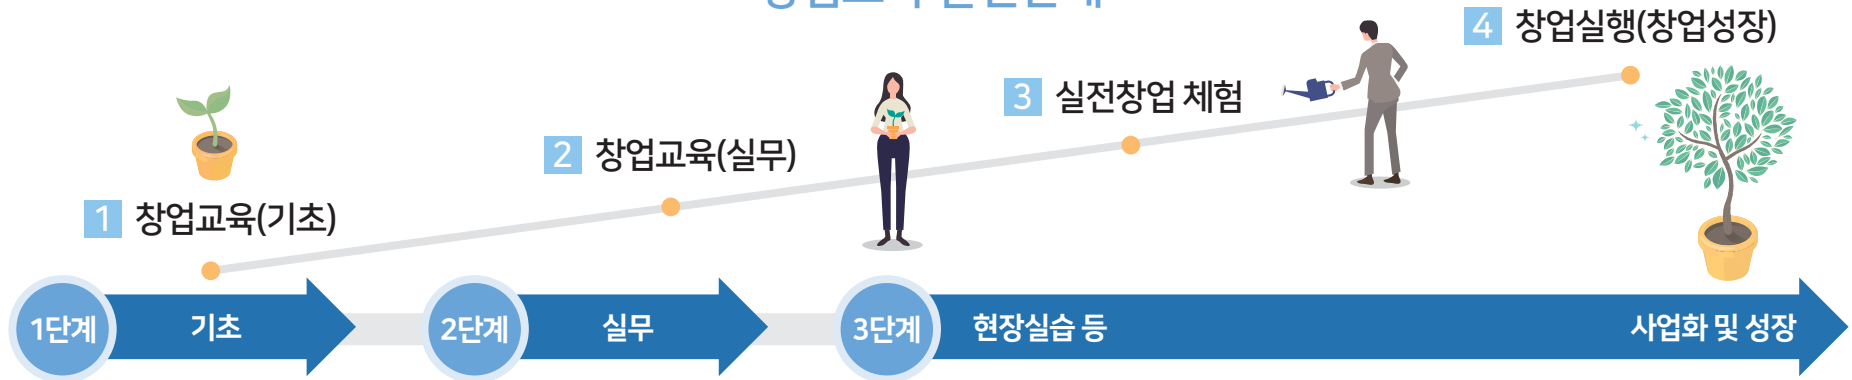 4 창업실행(창업성장)
3 실전창업 체험
2 창업교육(실무)
1 창업교육(기초)
1단계 기초 2단계 실무 3단계 현장실습 등 사업화 및 성장